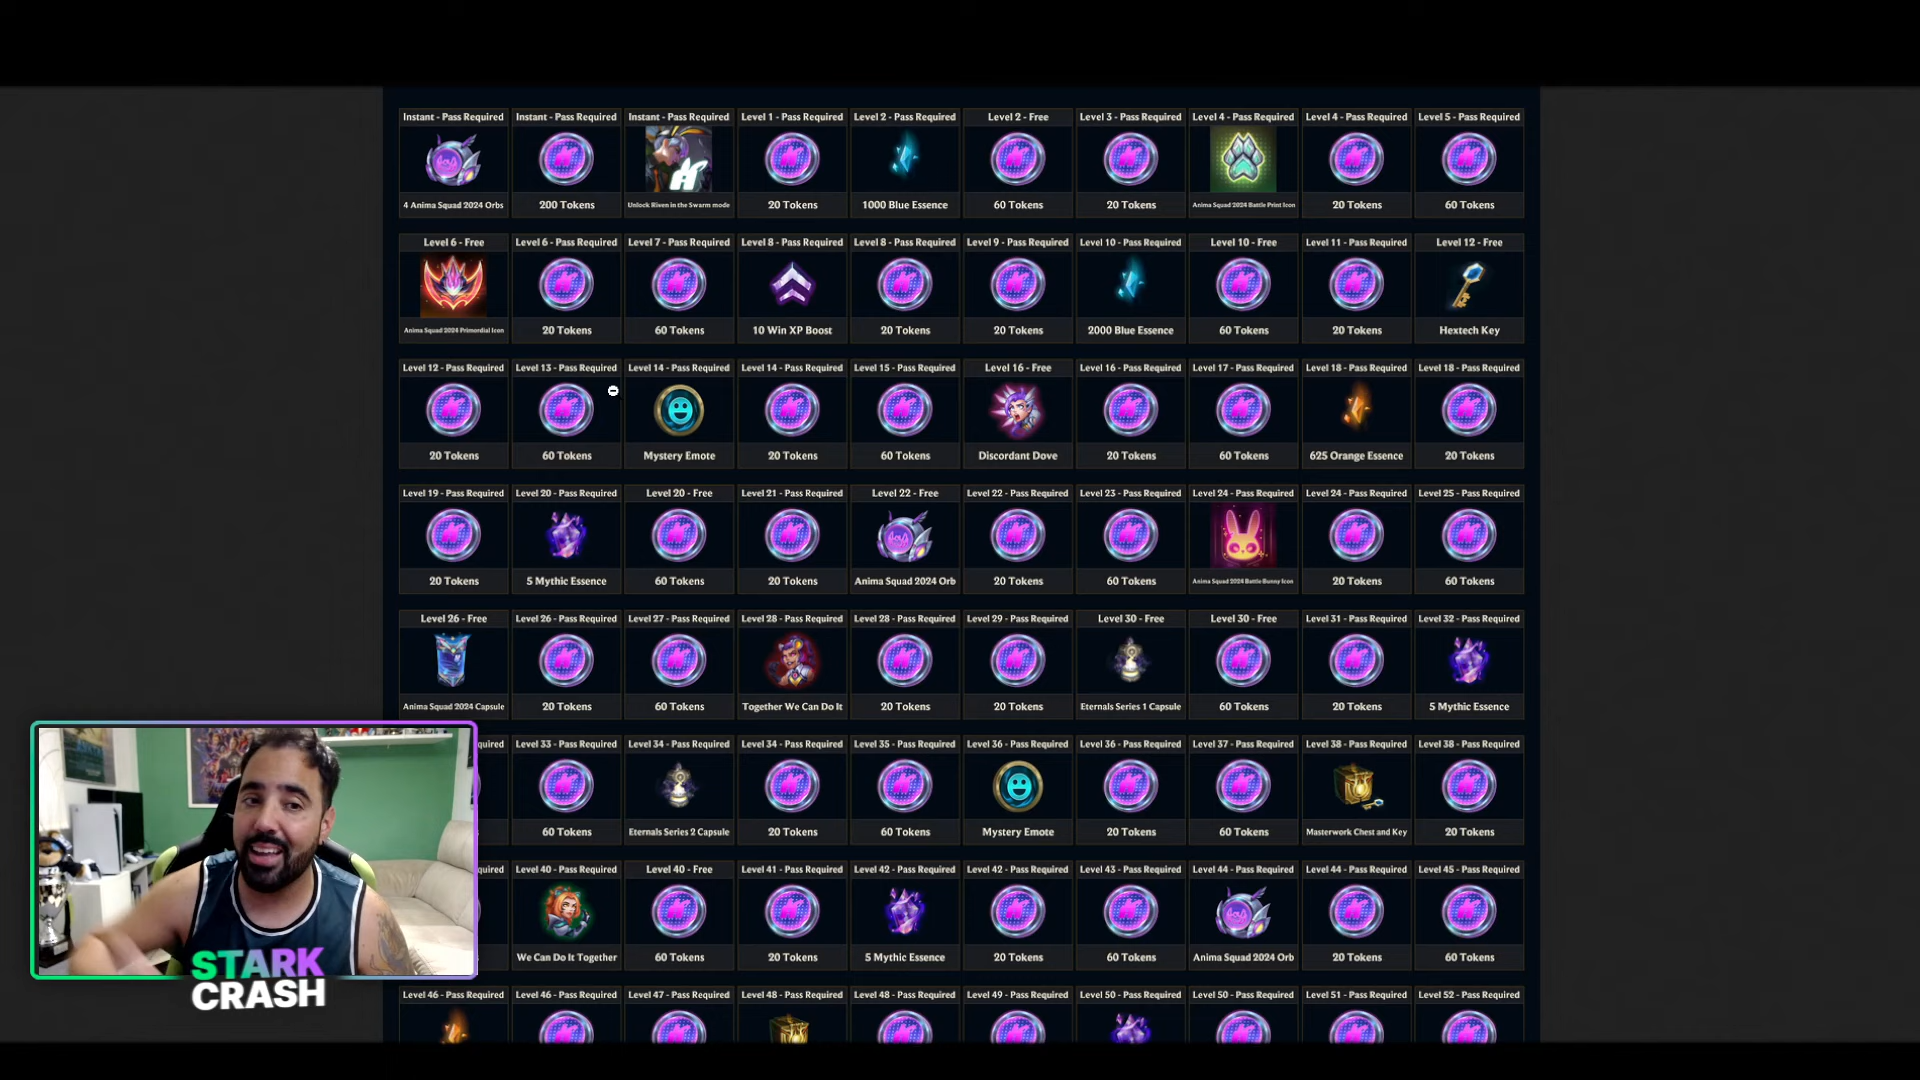 Instant - Pass Required Instant - Pass Required Instant - Pass Required Level 1 - Pass Required Level 2 - Pass Required Level 2 - Free Level 3 - Pass Required Level 4 - Pass Required Level 4 - Pass Required Level 5 - Pass Required
4 Anima Squad 2024 Orbs 200 Tokens Unlock Riven in the Swarm mode 20 Tokens 1000 Blue Essence 60 Tokens 20 Tokens Anima Squad 2024 Battle Print Icon 20 Tokens 60 Tokens
Level 6 - Free Level 6 - Pass Required Level 7 - Pass Required Level 8 - Pass Required Level 8 - Pass Required Level 9 - Pass Required Level 10 - Pass Required Level 10 - Free Level 11 - Pass Required Level 12 - Free
Anima Squad 2024 Primordial Icon 20 Tokens 60 Tokens 10 Win XP Boost 20 Tokens 20 Tokens 2000 Blue Essence 60 Tokens 20 Tokens Hextech Key
Level 12 - Pass Required Level 13 - Pass Required Level 14 - Pass Required Level 14 - Pass Required Level 15 - Pass Required Level 16 - Free Level 16 - Pass Required Level 17 - Pass Required Level 18 - Pass Required Level 18 - Pass Required
20 Tokens 60 Tokens Mystery Emote 20 Tokens 60 Tokens Discordant Dove 20 Tokens 60 Tokens 625 Orange Essence 20 Tokens
Level 19 - Pass Required Level 20 - Pass Required Level 20 - Free Level 21 - Pass Required Level 22 - Free Level 22 - Pass Required Level 23 - Pass Required Level 24 - Pass Required Level 24 - Pass Required Level 25 - Pass Required
20 Tokens 5 Mythic Essence 60 Tokens 20 Tokens Anima Squad 2024 Orb 20 Tokens 60 Tokens Anima Squad 2024 Battle Bunny Icon 20 Tokens 60 Tokens
Level 26 - Free Level 26 - Pass Required Level 27 - Pass Required Level 28 - Pass Required Level 28 - Pass Required Level 29 - Pass Required Level 30 - Free Level 30 - Free Level 31 - Pass Required Level 32 - Pass Required
Anima Squad 2024 Capsule 20 Tokens 60 Tokens Together We Can Do It 20 Tokens 20 Tokens Eternals Series 1 Capsule 60 Tokens 20 Tokens 5 Mythic Essence
Level 33 - Pass Required Level 34 - Pass Required Level 34 - Pass Required Level 35 - Pass Required Level 36 - Pass Required Level 36 - Pass Required Level 37 - Pass Required Level 38 - Pass Required Level 38 - Pass Required
60 Tokens Eternals Series 2 Capsule 20 Tokens 60 Tokens Mystery Emote 20 Tokens 60 Tokens Masterwork Chest and Key 20 Tokens
Level 40 - Pass Required Level 40 - Free Level 41 - Pass Required Level 42 - Pass Required Level 42 - Pass Required Level 43 - Pass Required Level 44 - Pass Required Level 44 - Pass Required Level 45 - Pass Required
We Can Do It Together 60 Tokens 20 Tokens 5 Mythic Essence 20 Tokens 60 Tokens Anima Squad 2024 Orb 20 Tokens 60 Tokens
STARK
CRASH
Level 46 - Pass Required Level 46 - Pass Required Level 47 - Pass Required Level 48 - Pass Required Level 48 - Pass Required Level 49 - Pass Required Level 50 - Pass Required Level 50 - Pass Required Level 51 - Pass Required Level 52 - Pass Required